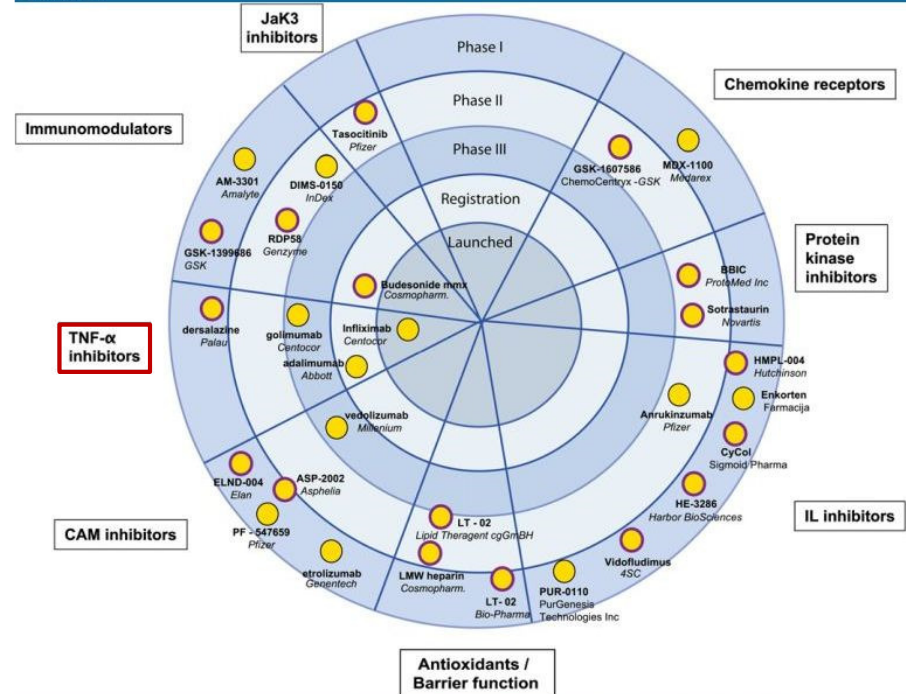 JaK3
inhibitors
Phase I
Chemokine receptors
Phase II
Immunomodulators
Tasocitinib
Pfizer
Phase III
GSK-1607586
ChemoCentryx -GSK
MDX-1100
Medarex
AM-3301
Amalyte
DIMS-0150
InDex
Registration
RDP58
Genzyme
GSK-1399686
GSK
Launched
Protein
kinase
inhibitors
BBIC
ProtoMed Inc
Budesonide mmx
Cosmopharm.
Sotrastaurin
Novartis
dersalazine
Palau
TNF-α
inhibitors
golimumab
Centocor
Infliximab
Centocor
adalimumab
Abbott
HMPL-004
Hutchinson
Enkorten
Farmacija
Anrukinzumab
Pfizer
vedolizumab
Millenium
CyCol
Sigmoid Pharma
ELND-004
Elan
ASP-2002
Asphelia
HE-3286
Harbor BioSciences
IL inhibitors
CAM inhibitors
PF - 547659
Pfizer
LT - 02
Lipid Theragent cgGmBH
Vidofludimus
4SC
etrolizumab
Genentech
LMW heparin
Cosmopharm.
LT- 02
Bio-Pharma
PUR-0110
PurGenesis
Technologies Inc
Antioxidants /
Barrier function